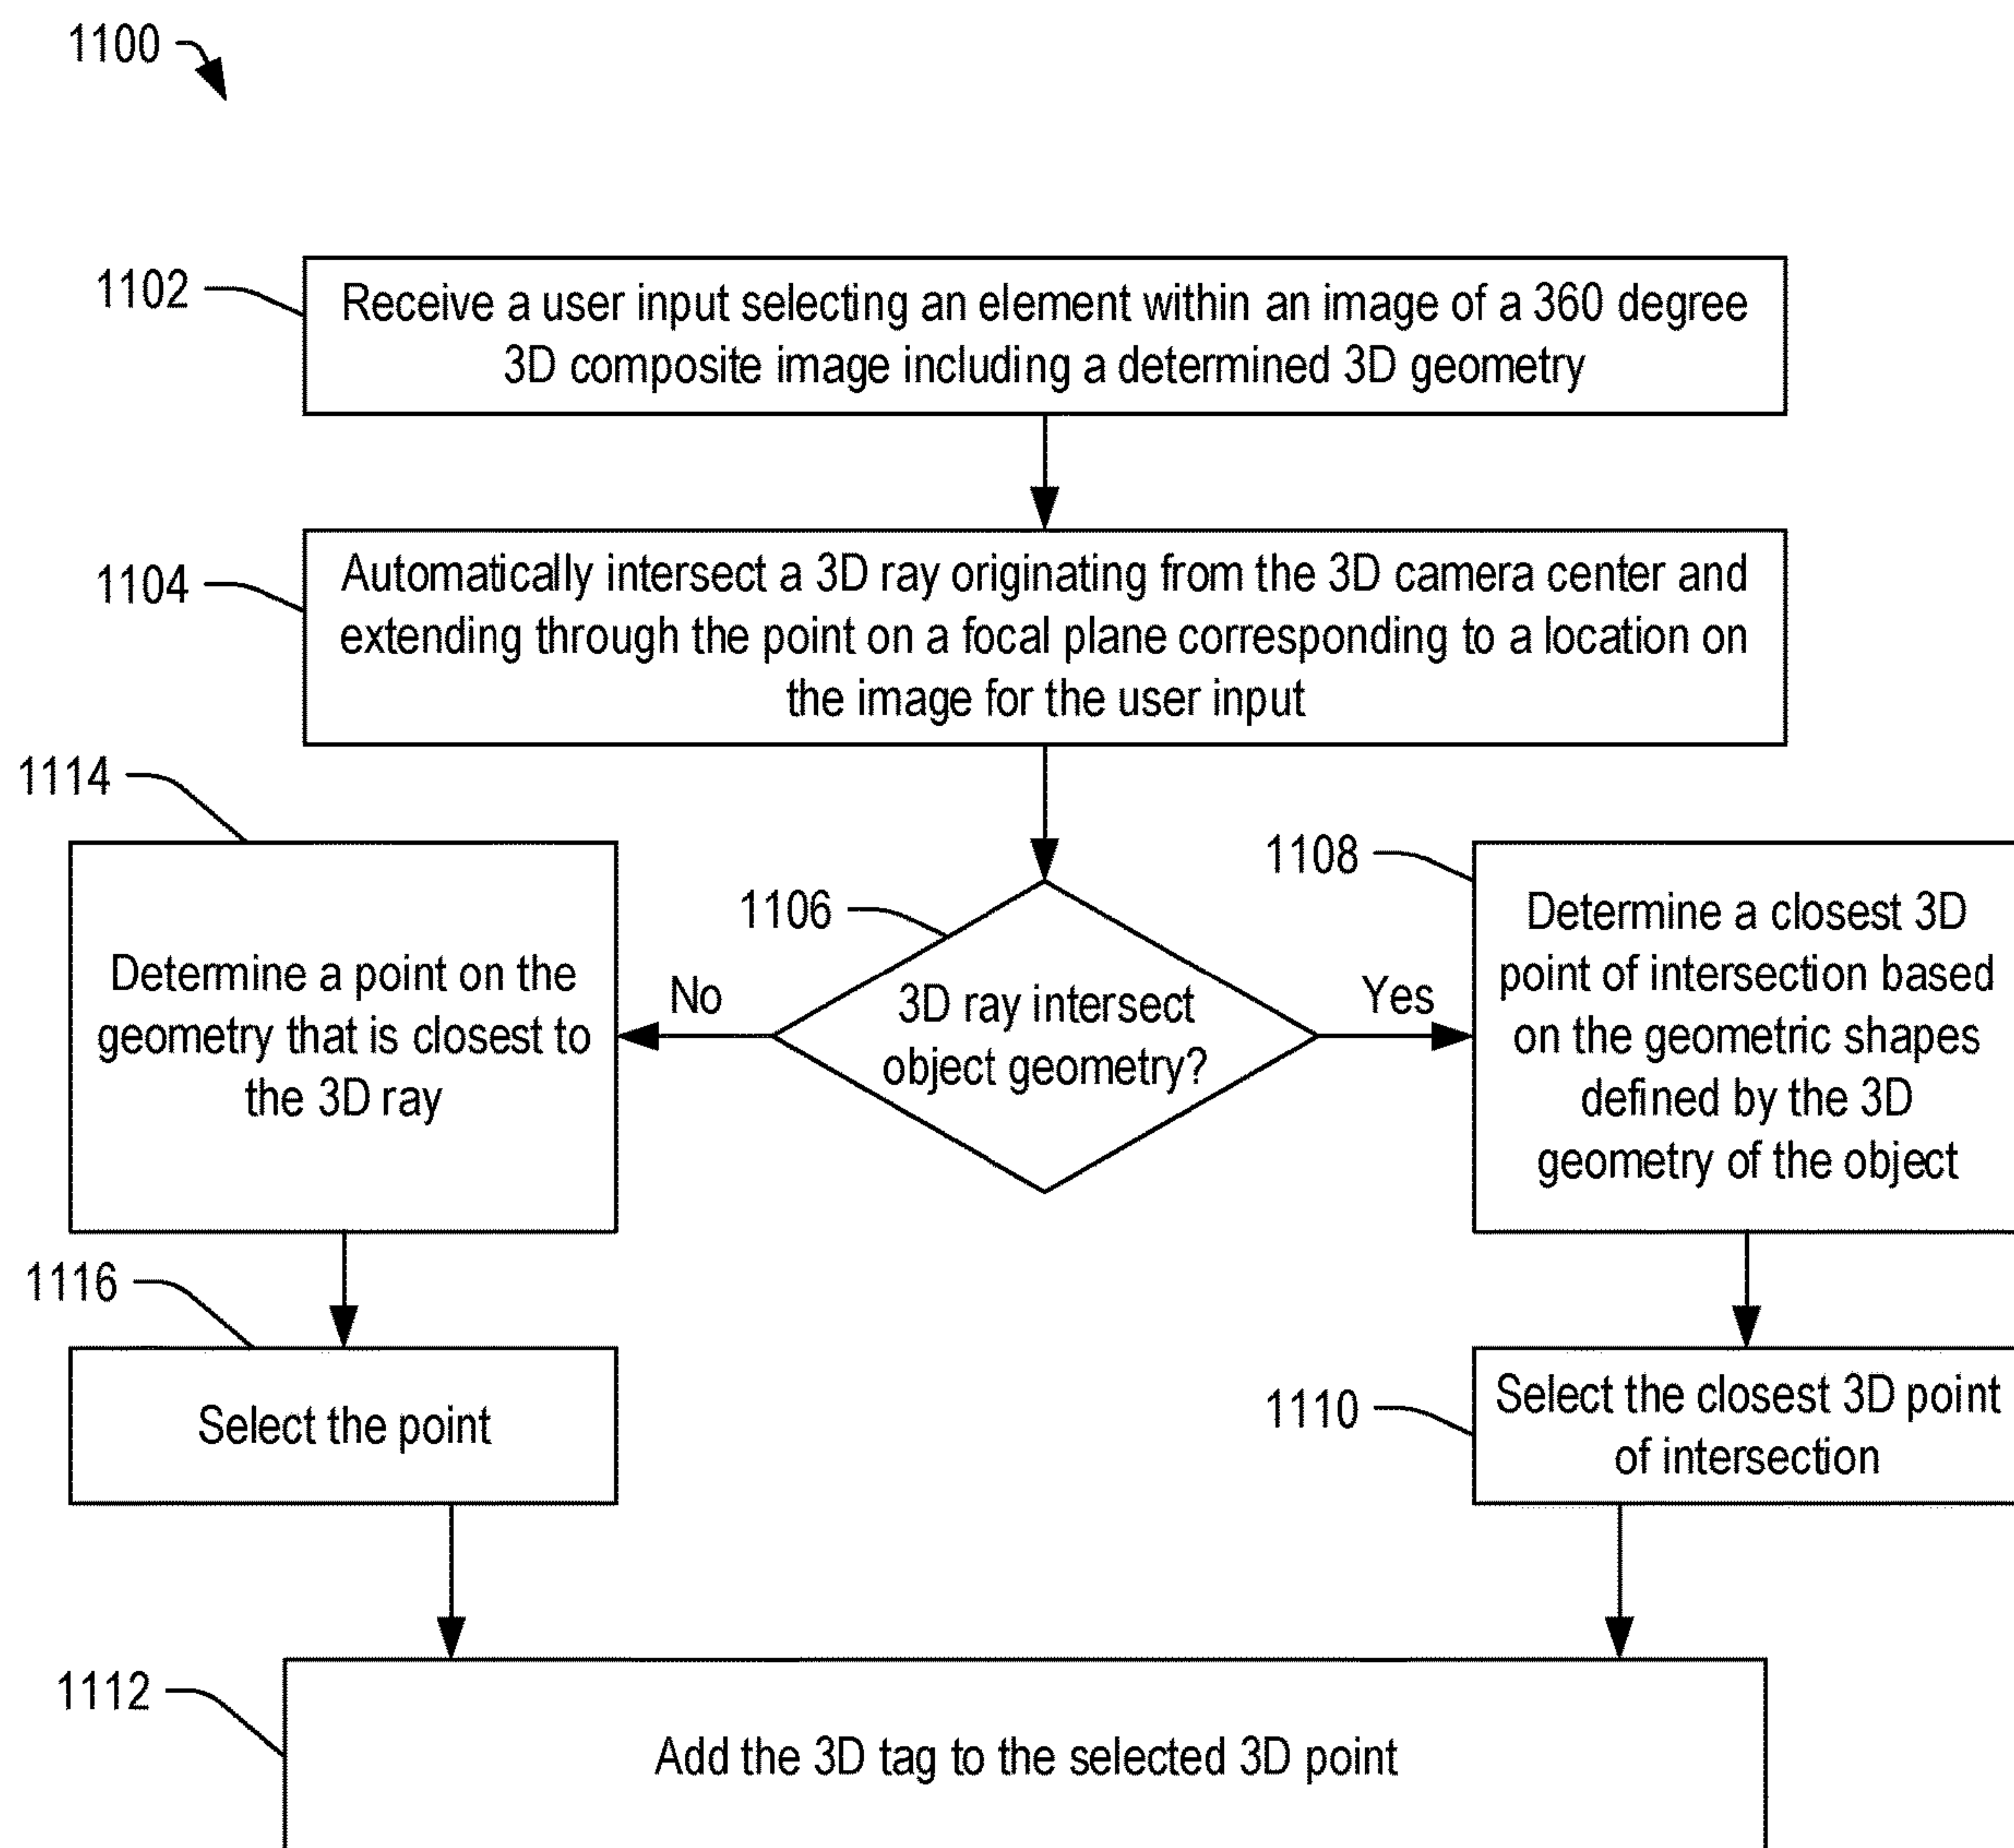 1100
1102
Receive a user input selecting an element within an image of a 360 degree
3D composite image including a determined 3D geometry
1104
Automatically intersect a 3D ray originating from the 3D camera center and
extending through the point on a focal plane corresponding to a location on
the image for the user input
1114
Determine a point on the
geometry that is closest to
the 3D ray
1106
3D ray intersect
object geometry?
No
Yes
1108
Determine a closest 3D
point of intersection based
on the geometric shapes
defined by the 3D
geometry of the object
1116
Select the point
1110
Select the closest 3D point
of intersection
1112
Add the 3D tag to the selected 3D point